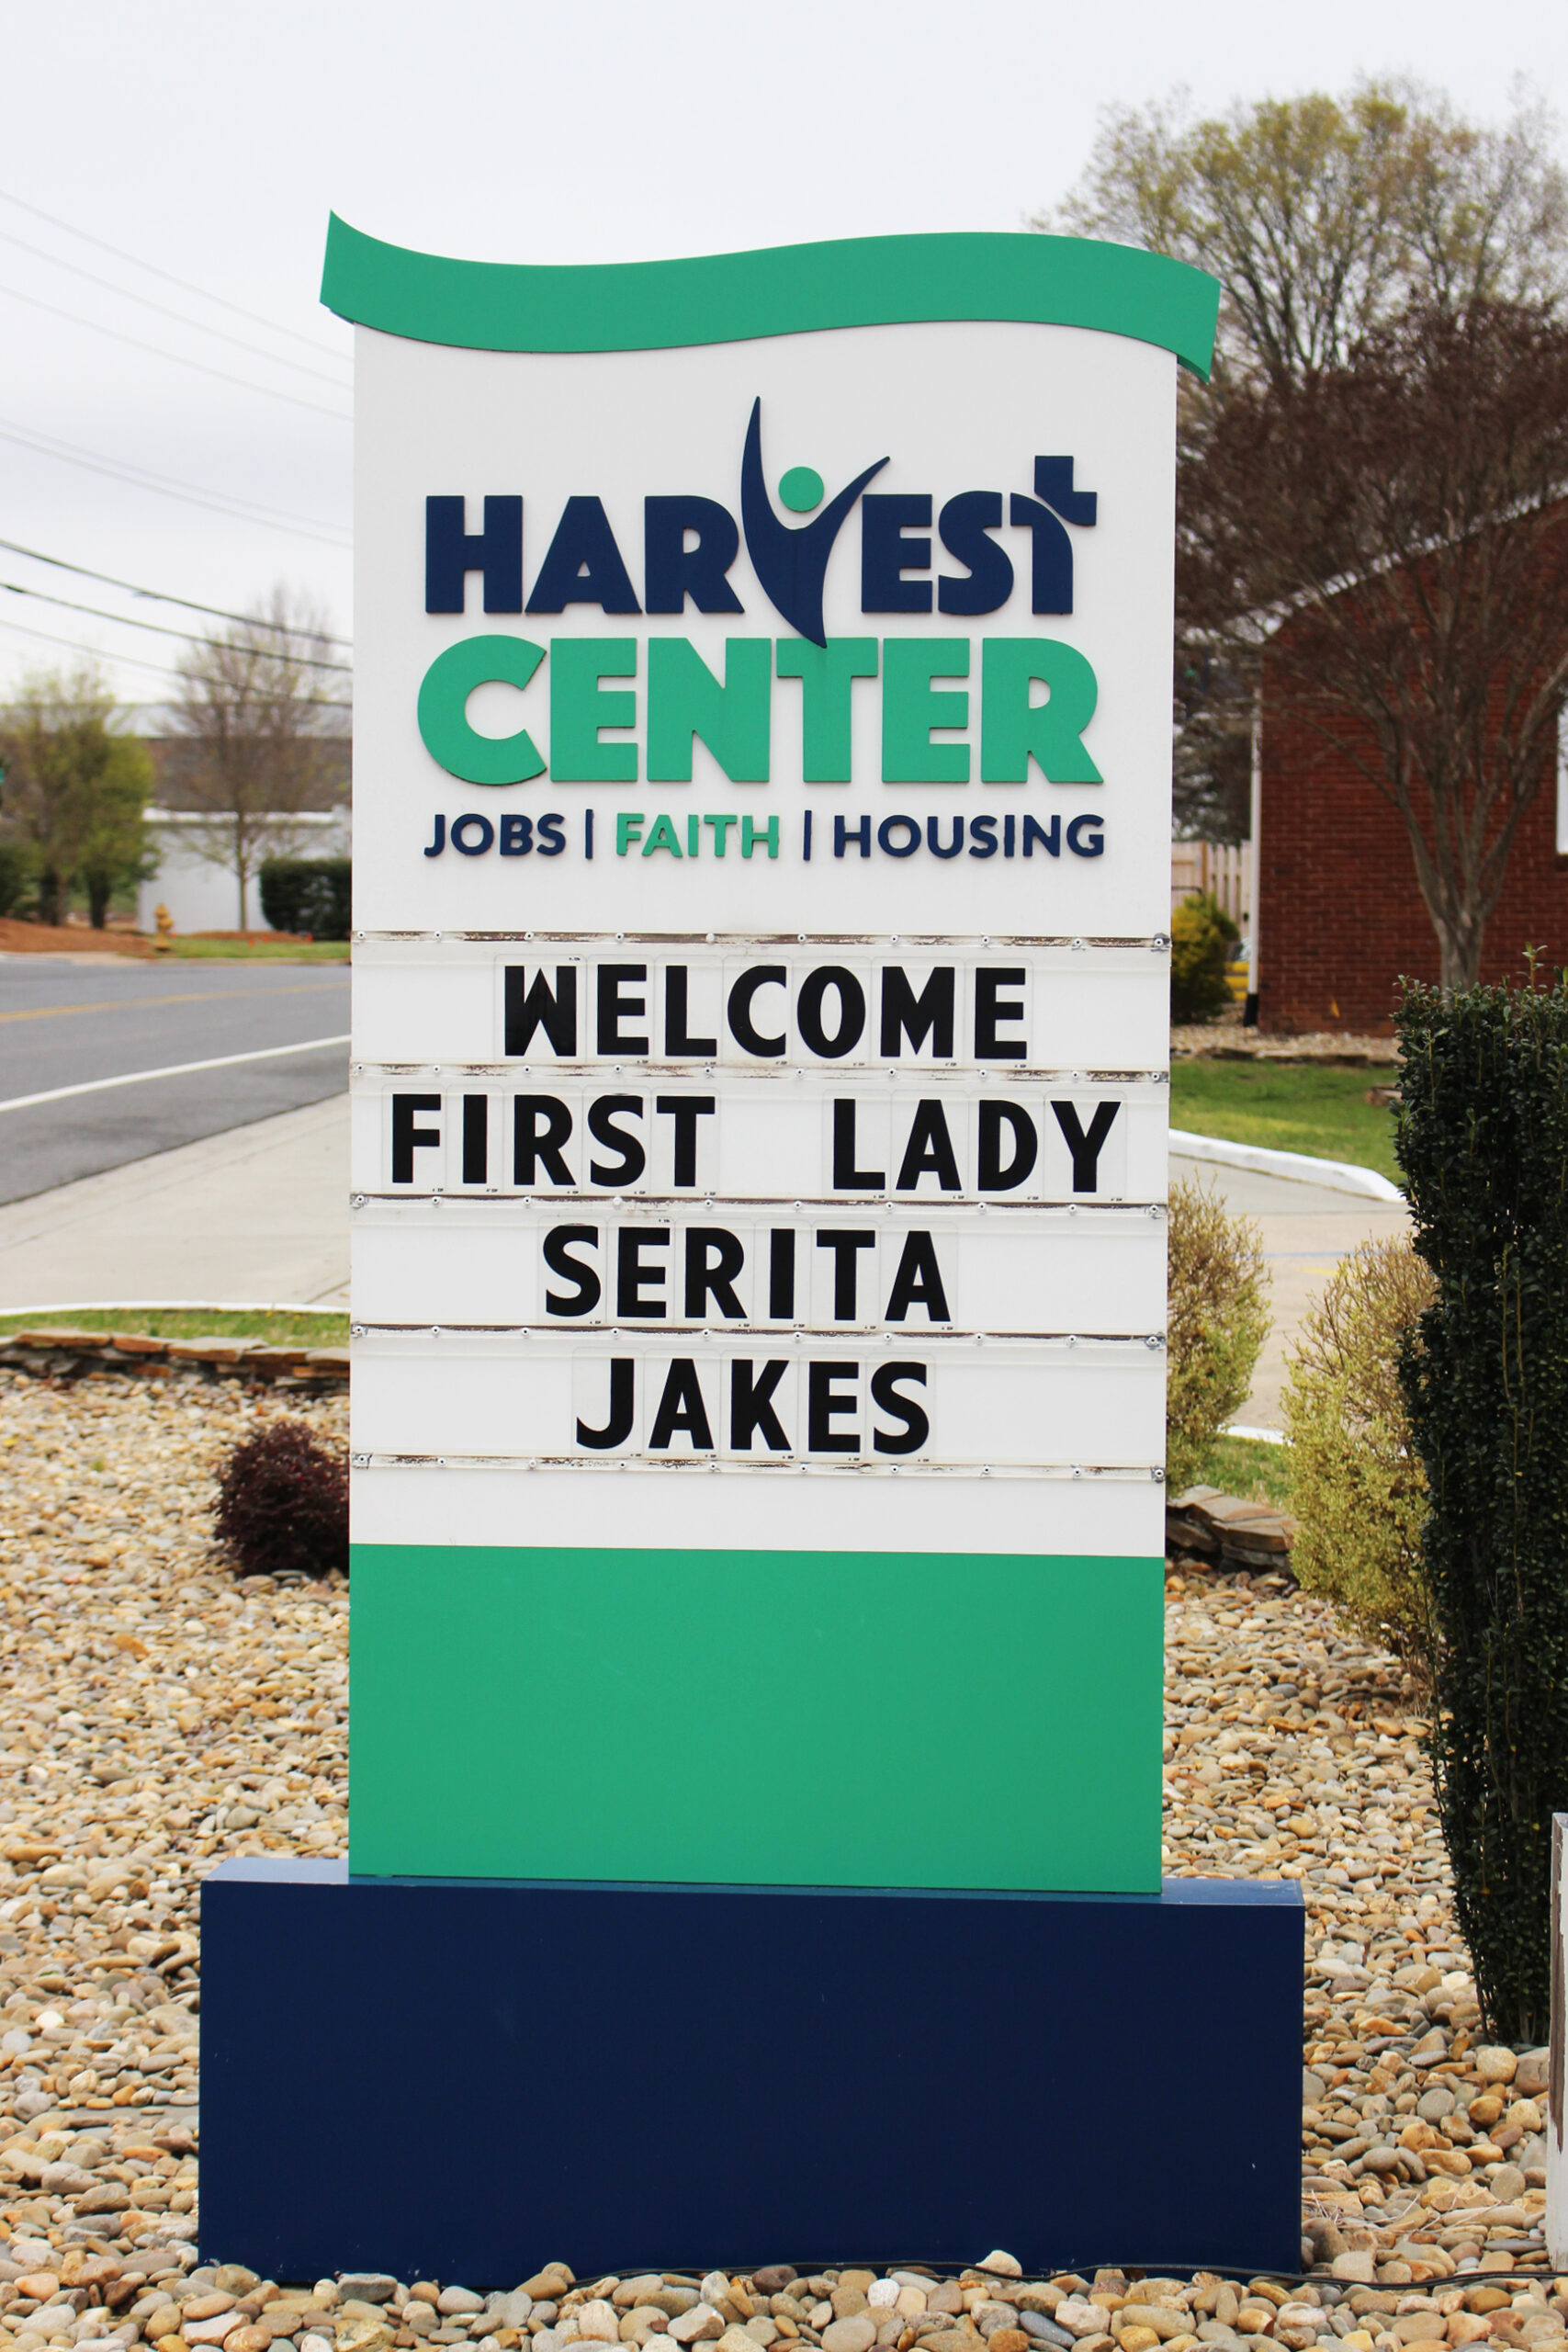 HARVEST
CENTER
JOBS | FAITH | HOUSING
WELCOME
FIRST LADY
SERITA
JAKES